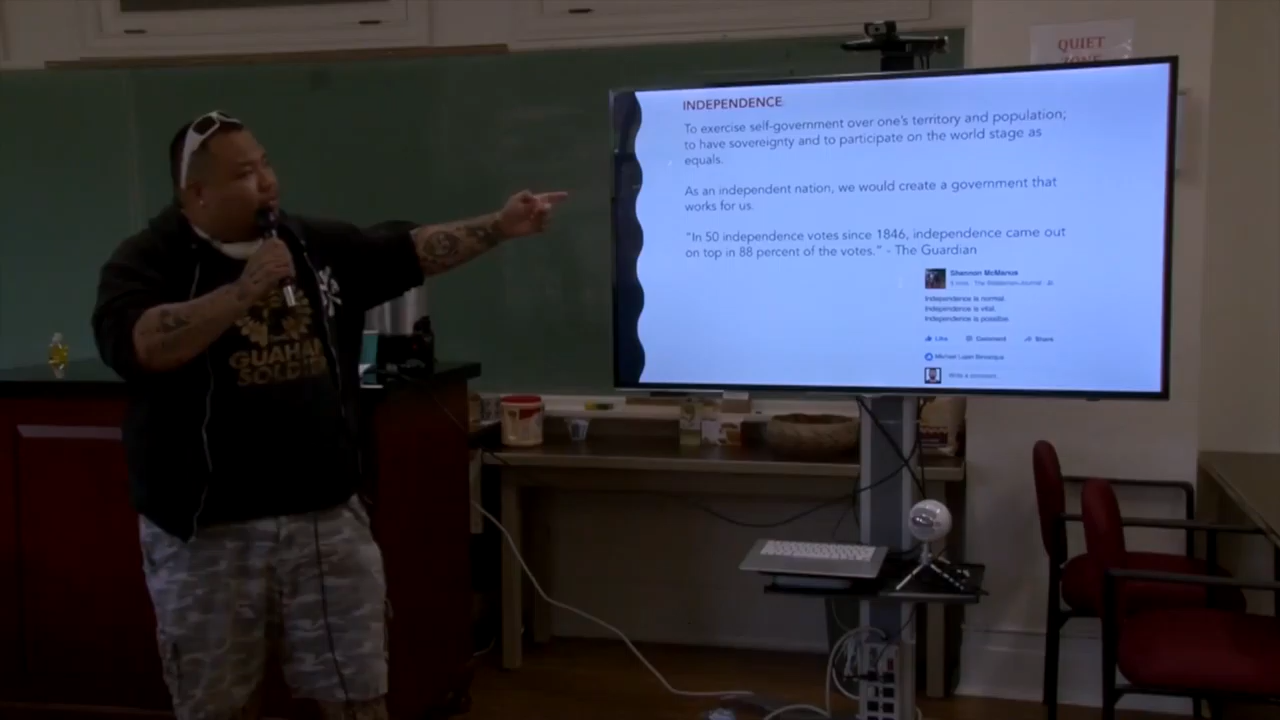 QUIET
ZONE
INDEPENDENCE
To exercise self-government over one's territory and population;
to have sovereignty and to participate on the world stage as
equals.
As an independent nation, we would create a government that
works for us.
"In 50 independence votes since 1846, independence came out
on top in 88 percent of the votes." - The Guardian
Shannon McManus
Independence is normal.
Independence is vital.
Independence is possible.
Like Comment Share
Write a comment...
GUAHAN